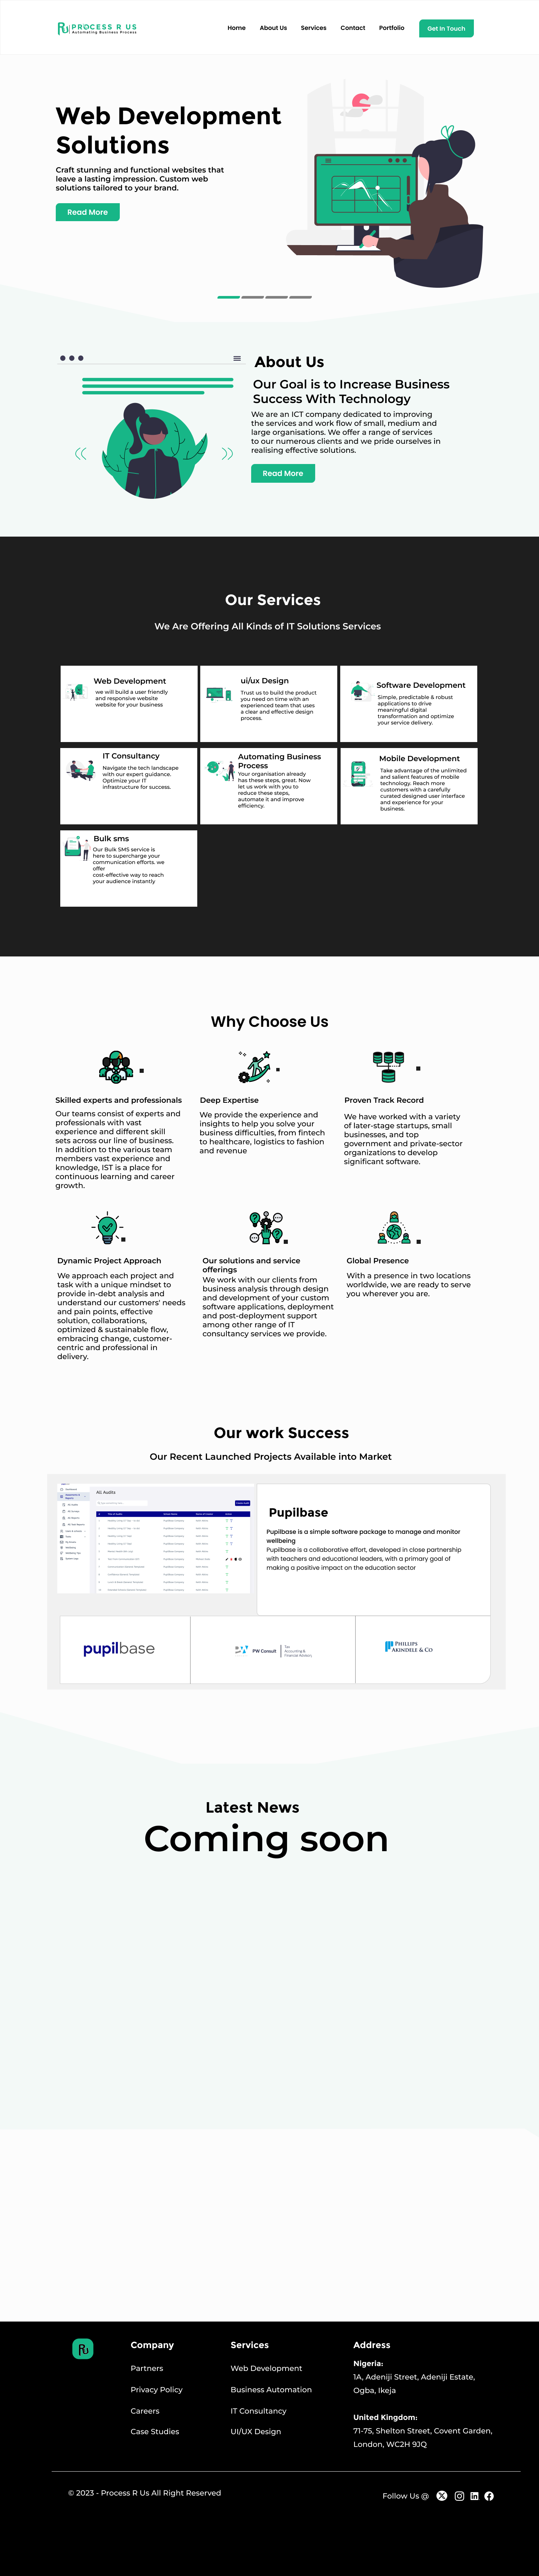 PROCESS R US
Automating Business Process
Home
About Us
Services
Contact
Portfolio
Get In Touch
Web Development
Solutions
Craft stunning and functional websites that
leave a lasting impression. Custom web
solutions tailored to your brand.
Read More
About Us
Our Goal is to Increase Business
Success With Technology
We are an ICT company dedicated to improving
the services and work flow of small, medium and
large organisations. We offer a range of services
to our numerous clients and we pride ourselves in
realising effective solutions.
Read More
Our Services
We Are Offering All Kinds of IT Solutions Services
Web Development
we will build a user friendly
and responsive website
website for your business
ui/ux Design
Trust us to build the product
you need on time with an
experienced team that uses
a clear and effective design
process.
Software Development
Simple, predictable & robust
applications to drive
meaningful digital
transformation and optimize
your service delivery.
IT Consultancy
Navigate the tech landscape
with our expert guidance.
Optimize your IT
infrastructure for success.
Automating Business
Process
Your organisation already
has these steps, great. Now
let us work with you to
reduce these steps,
automate it and improve
efficiency.
Mobile Development
Take advantage of the unlimited
and salient features of mobile
technology. Reach more
customers with a carefully
curated designed user interface
and experience for your
business.
Bulk sms
Our Bulk SMS service is
here to supercharge your
communication efforts. we
offer
cost-effective way to reach
your audience instantly
Why Choose Us
Skilled experts and professionals
Our teams consist of experts and
professionals with vast
experience and different skill
sets across our line of business.
In addition to the various team
members vast experience and
knowledge, IST is a place for
continuous learning and career
growth.
Deep Expertise
We provide the experience and
insights to help you solve your
business difficulties, from fintech
to healthcare, logistics to fashion
and revenue
Proven Track Record
We have worked with a variety
of later-stage startups, small
businesses, and top
government and private-sector
organizations to develop
significant software.
Dynamic Project Approach
We approach each project and
task with a unique mindset to
provide in-debt analysis and
understand our customers' needs
and pain points, effective
solution, collaborations,
optimized & sustainable flow,
embracing change, customer-
centric and professional in
delivery.
Our solutions and service
offerings
We work with our clients from
business analysis through design
and development of your custom
software applications, deployment
and post-deployment support
among other range of IT
consultancy services we provide.
Global Presence
With a presence in two locations
worldwide, we are ready to serve
you wherever you are.
Our work Success
Our Recent Launched Projects Available into Market
All Audits
Pupilbase
Pupilbase is a simple software package to manage and monitor
wellbeing
Pupilbase is a collaborative effort, developed in close partnership
with teachers and educational leaders, with a primary goal of
making a positive impact on the education sector
pupilbase
PW Consult
Tax
Accounting &
Financial Advisory
PHILLIPS
AKINDELE & CO
Latest News
Coming soon
Company
Partners
Privacy Policy
Careers
Case Studies
Services
Web Development
Business Automation
IT Consultancy
UI/UX Design
Address
Nigeria:
1A, Adeniji Street, Adeniji Estate,
Ogba, Ikeja
United Kingdom:
71-75, Shelton Street, Covent Garden,
London, WC2H 9JQ
© 2023 - Process R Us All Right Reserved
Follow Us @